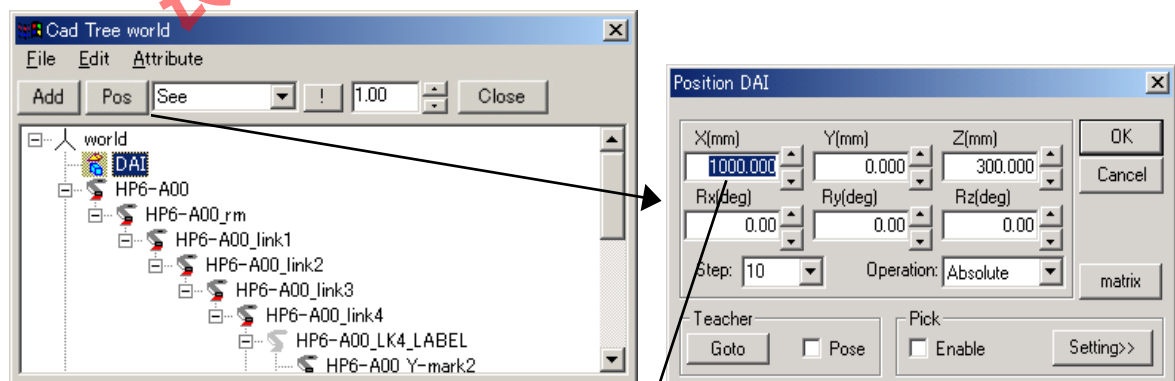 Cad Tree world
File Edit Attribute
Add Pos See ! 1.00 Close
world
DAI
HP6-A00
HP6-A00_rm
HP6-A00_link1
HP6-A00_link2
HP6-A00_link3
HP6-A00_link4
HP6-A00_LK4_LABEL
HP6-A00 Y-mark2
Position DAI
X(mm) Y(mm) Z(mm)
1000.000 0.000 300.000
OK
Cancel
Rx(deg) Ry(deg) Rz(deg)
0.00 0.00 0.00
Step: 10 Operation: Absolute
matrix
Teacher Pick
Goto Pose Enable Setting>>